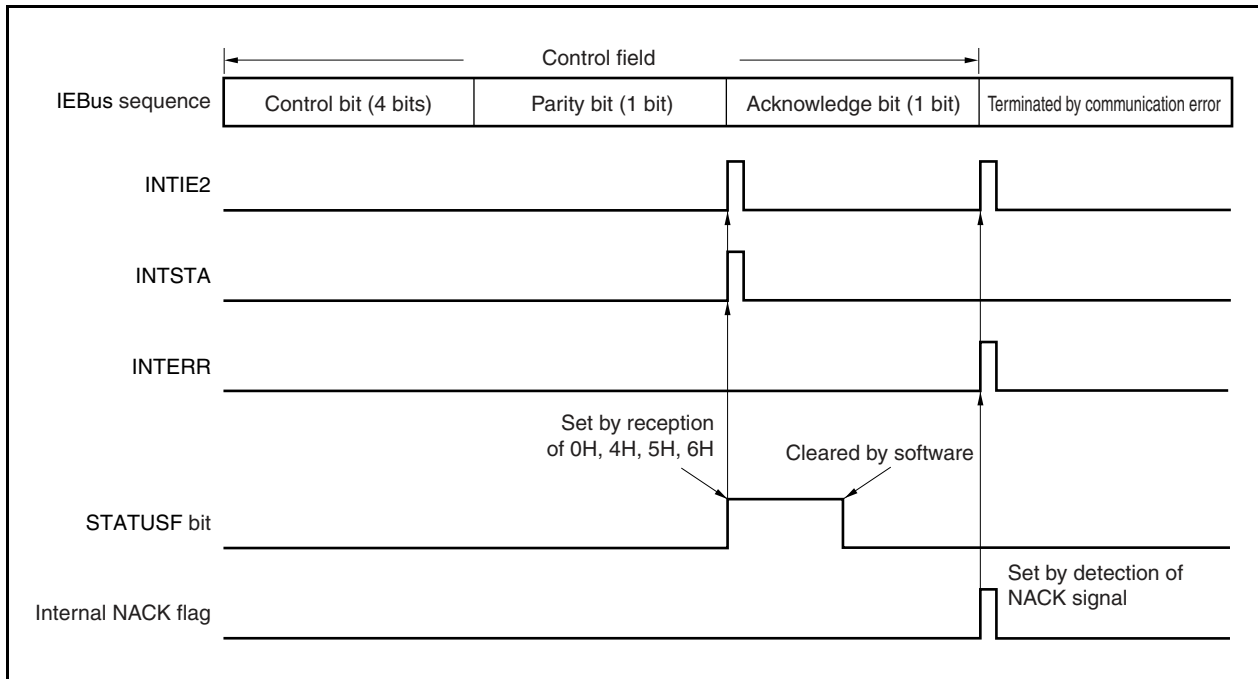 Control field
IEBus sequence
Control bit (4 bits)
Parity bit (1 bit)
Acknowledge bit (1 bit)
Terminated by communication error
INTIE2
INTSTA
INTERR
Set by reception
of 0H, 4H, 5H, 6H
Cleared by software
STATUSF bit
Set by detection of
NACK signal
Internal NACK flag